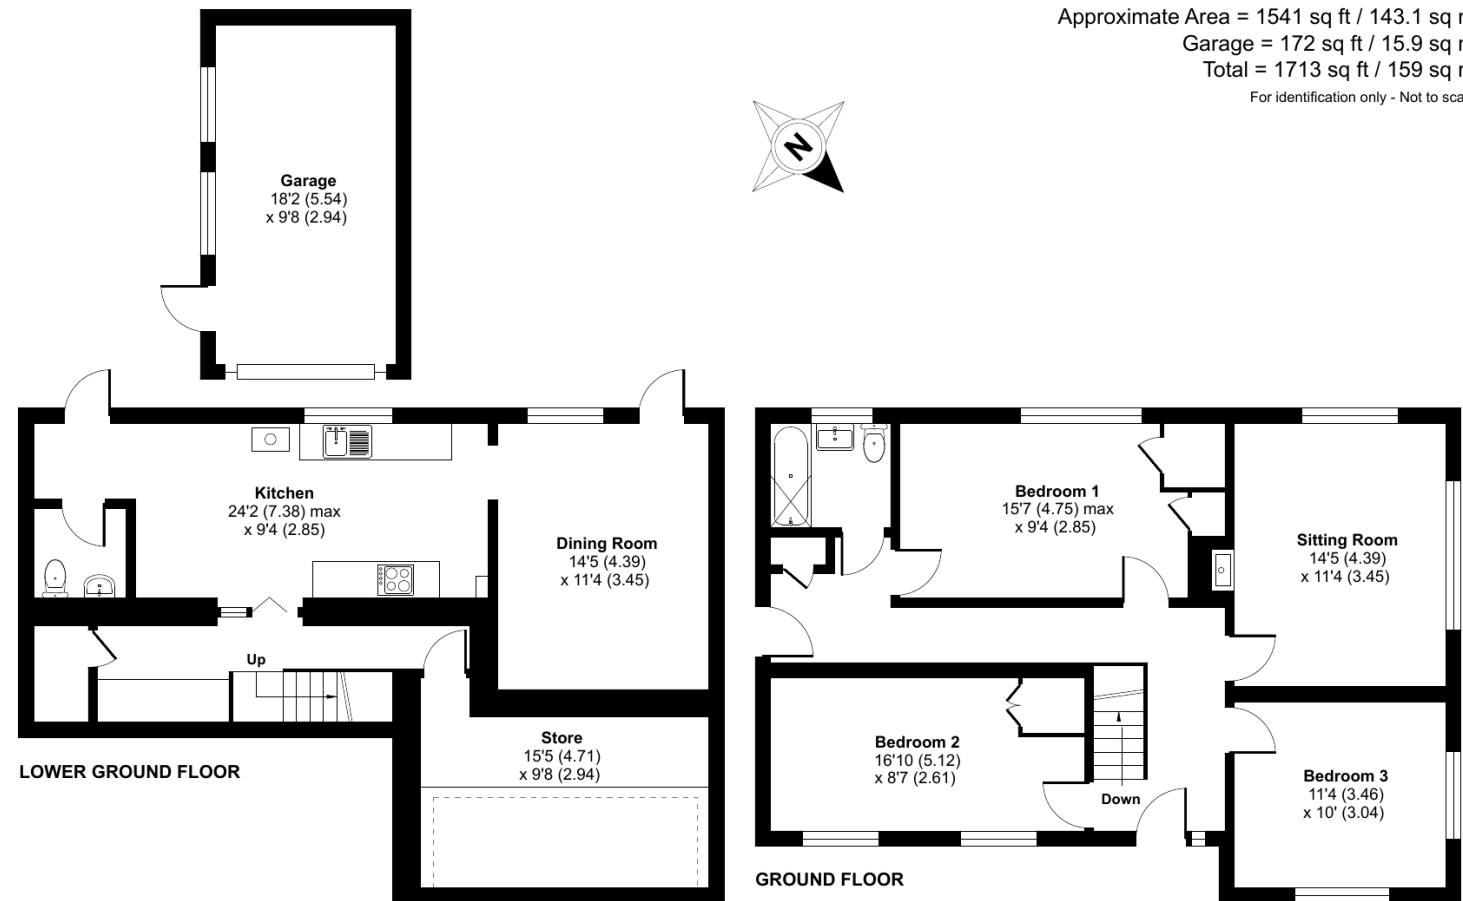 Approximate Area = 1541 sq ft / 143.1 sq
Garage = 172 sq ft / 15.9 sq
Total = 1713 sq ft / 159 sq
For identification only - Not to
N
Garage
18'2 (5.54)
x 9'8 (2.94)
Kitchen
24'2 (7.38) max
x 9'4 (2.85)
Dining Room
14'5 (4.39)
x 11'4 (3.45)
Up
Store
15'5 (4.71)
x 9'8 (2.94)
LOWER GROUND FLOOR
Bedroom 1
15'7 (4.75) max
x 9'4 (2.85)
Sitting Room
14'5 (4.39)
x 11'4 (3.45)
Bedroom 2
16'10 (5.12)
x 8'7 (2.61)
Down
Bedroom 3
11'4 (3.46)
x 10' (3.04)
GROUND FLOOR